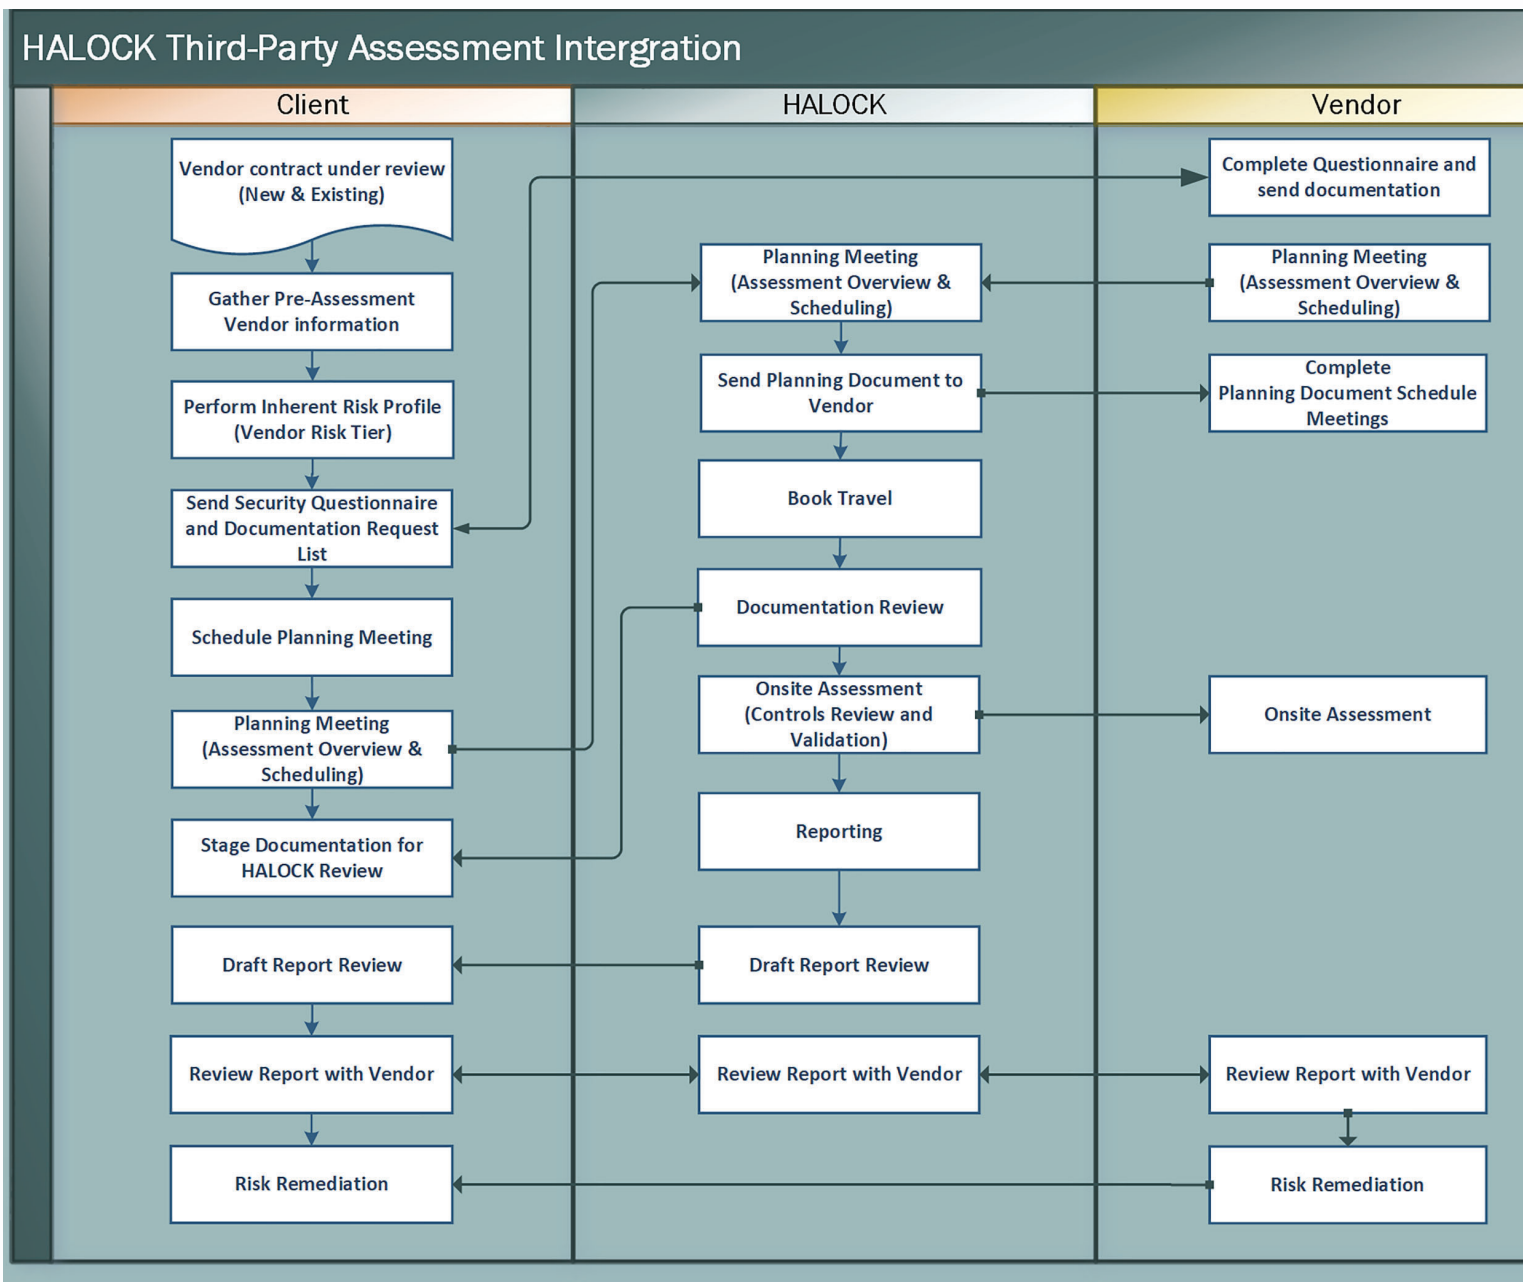 HALOCK Third-Party Assessment Intergration
Client
HALOCK
Vendor
Vendor contract under review
(New & Existing)
Gather Pre-Assessment
Vendor information
Perform Inherent Risk Profile
(Vendor Risk Tier)
Send Security Questionnaire
and Documentation Request
List
Schedule Planning Meeting
Planning Meeting
(Assessment Overview &
Scheduling)
Stage Documentation for
HALOCK Review
Draft Report Review
Review Report with Vendor
Risk Remediation
Planning Meeting
(Assessment Overview &
Scheduling)
Send Planning Document to
Vendor
Book Travel
Documentation Review
Onsite Assessment
(Controls Review and
Validation)
Reporting
Draft Report Review
Review Report with Vendor
Complete Questionnaire and
send documentation
Planning Meeting
(Assessment Overview &
Scheduling)
Complete
Planning Document Schedule
Meetings
Onsite Assessment
Review Report with Vendor
Risk Remediation